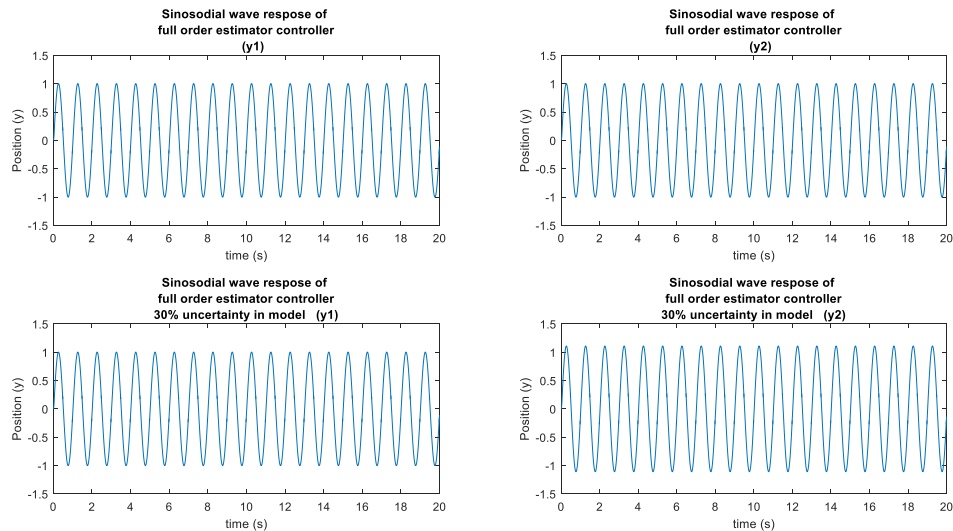 Sinosodial wave respose of
full order estimator controller
(y1)
1.5
1
0.5
0
-0.5
-1
-1.5
Position (y)
0 2 4 6 8 10 12 14 16 18 20
time (s)
Sinosodial wave respose of
full order estimator controller
(y2)
1.5
1
0.5
0
-0.5
-1
-1.5
Position (y)
0 2 4 6 8 10 12 14 16 18 20
time (s)
Sinosodial wave respose of
full order estimator controller
30% uncertainty in model (y1)
1.5
1
0.5
0
-0.5
-1
-1.5
Position (y)
0 2 4 6 8 10 12 14 16 18 20
time (s)
Sinosodial wave respose of
full order estimator controller
30% uncertainty in model (y2)
1.5
1
0.5
0
-0.5
-1
-1.5
Position (y)
0 2 4 6 8 10 12 14 16 18 20
time (s)